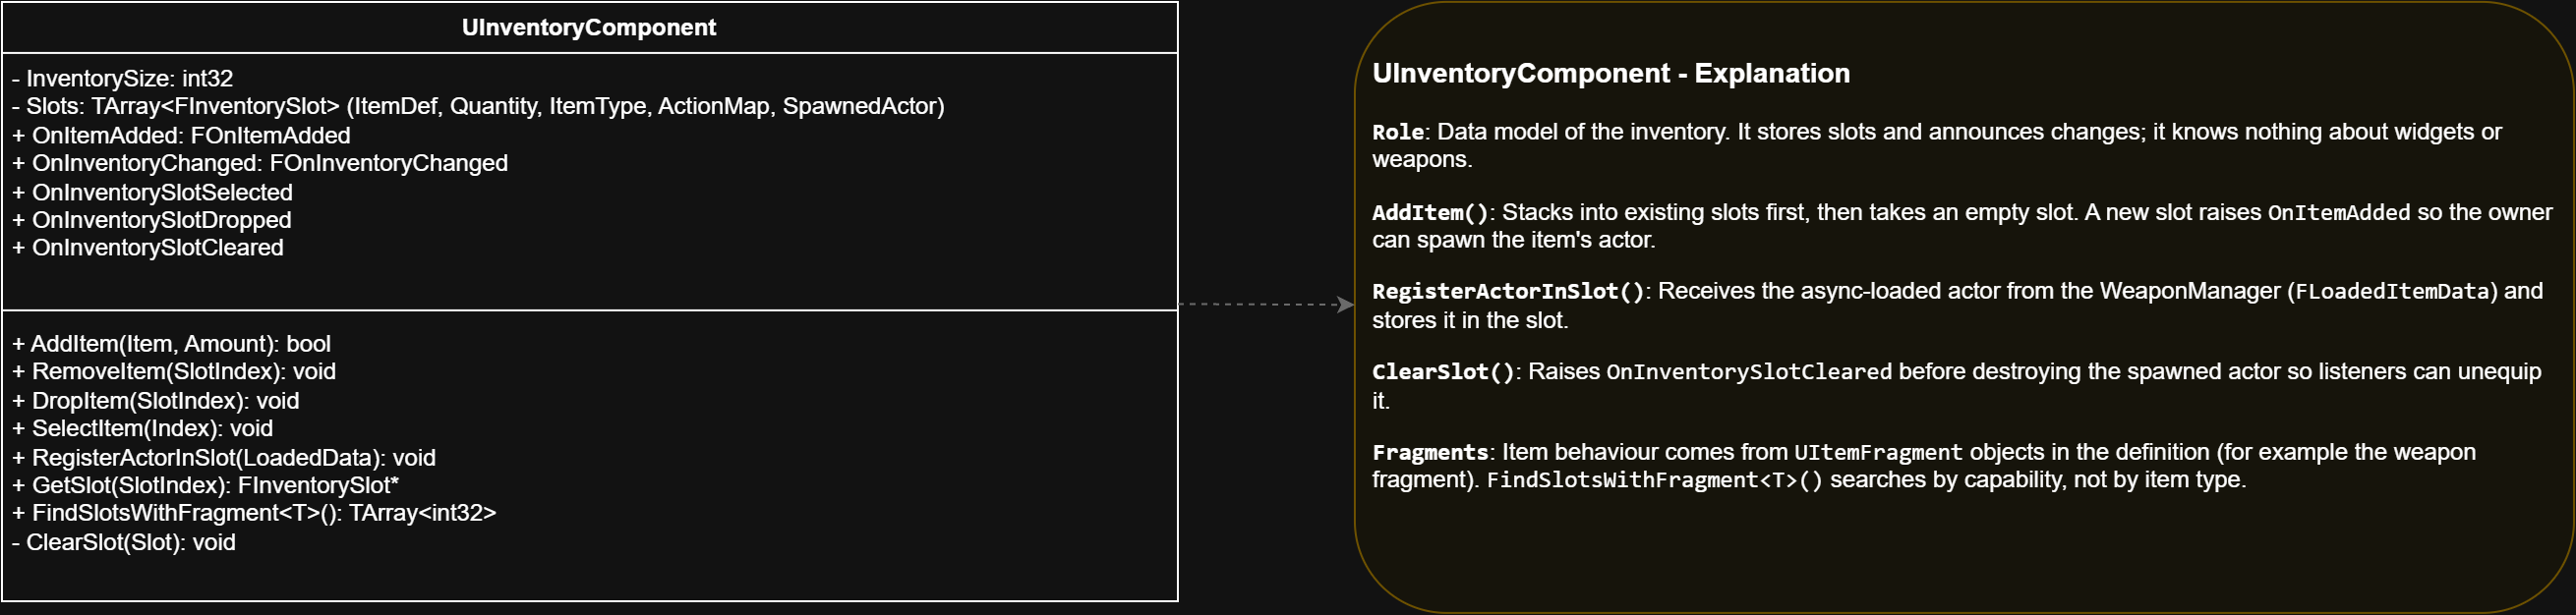 UInventoryComponent
- InventorySize: int32
- Slots: TArray<FInventorySlot> (ItemDef, Quantity, ItemType, ActionMap, SpawnedActor)
+ OnItemAdded: FOnItemAdded
+ OnInventoryChanged: FOnInventoryChanged
+ OnInventorySlotSelected
+ OnInventorySlotDropped
+ OnInventorySlotCleared
+ AddItem(Item, Amount): bool
+ RemoveItem(SlotIndex): void
+ DropItem(SlotIndex): void
+ SelectItem(Index): void
+ RegisterActorInSlot(LoadedData): void
+ GetSlot(SlotIndex): FInventorySlot*
+ FindSlotsWithFragment<T>(): TArray<int32>
- ClearSlot(Slot): void
UInventoryComponent - Explanation
Role: Data model of the inventory. It stores slots and announces changes; it knows nothing about widgets or
weapons.
AddItem(): Stacks into existing slots first, then takes an empty slot. A new slot raises OnItemAdded so the owner
can spawn the item's actor.
RegisterActorInSlot(): Receives the async-loaded actor from the WeaponManager (FLoadedItemData) and
stores it in the slot.
ClearSlot(): Raises OnInventorySlotCleared before destroying the spawned actor so listeners can unequip
it.
Fragments: Item behaviour comes from UItemFragment objects in the definition (for example the weapon
fragment). FindSlotsWithFragment<T>() searches by capability, not by item type.